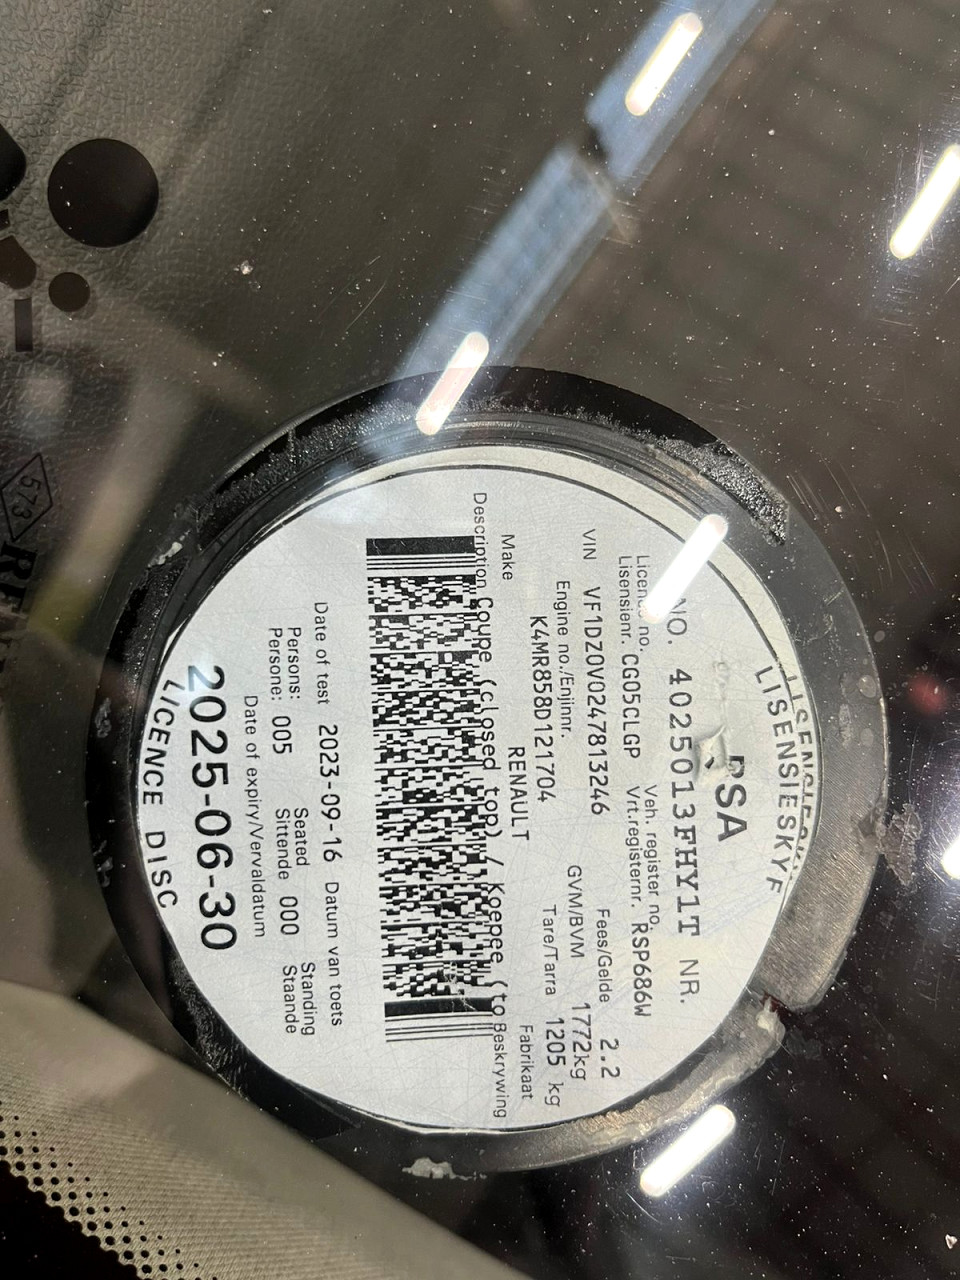 LISENSIESKYF
RSA
NO. 4025013FHY1T NR.
Licence no. Veh. register no.
Lisensienr. CG05CLGP Vrt.registernr. RSP686W
VIN VF1DZ0V0247813246 Fees/Gelde 2.2
Engine no./Enjinnr. GVM/BVM 1772kg
K4MR858D121704 Tare/Tarra 1205 kg
Make RENAULT Fabrikaat
Description Coupe (closed top) / Koepee (to Beskrywing
Date of test 2023-09-16 Datum van toets
Persons: Seated Standing
Persone: 005 Sittende 000 Staande
Date of expiry/Vervaldatum
2025-06-30
LICENCE DISC
573